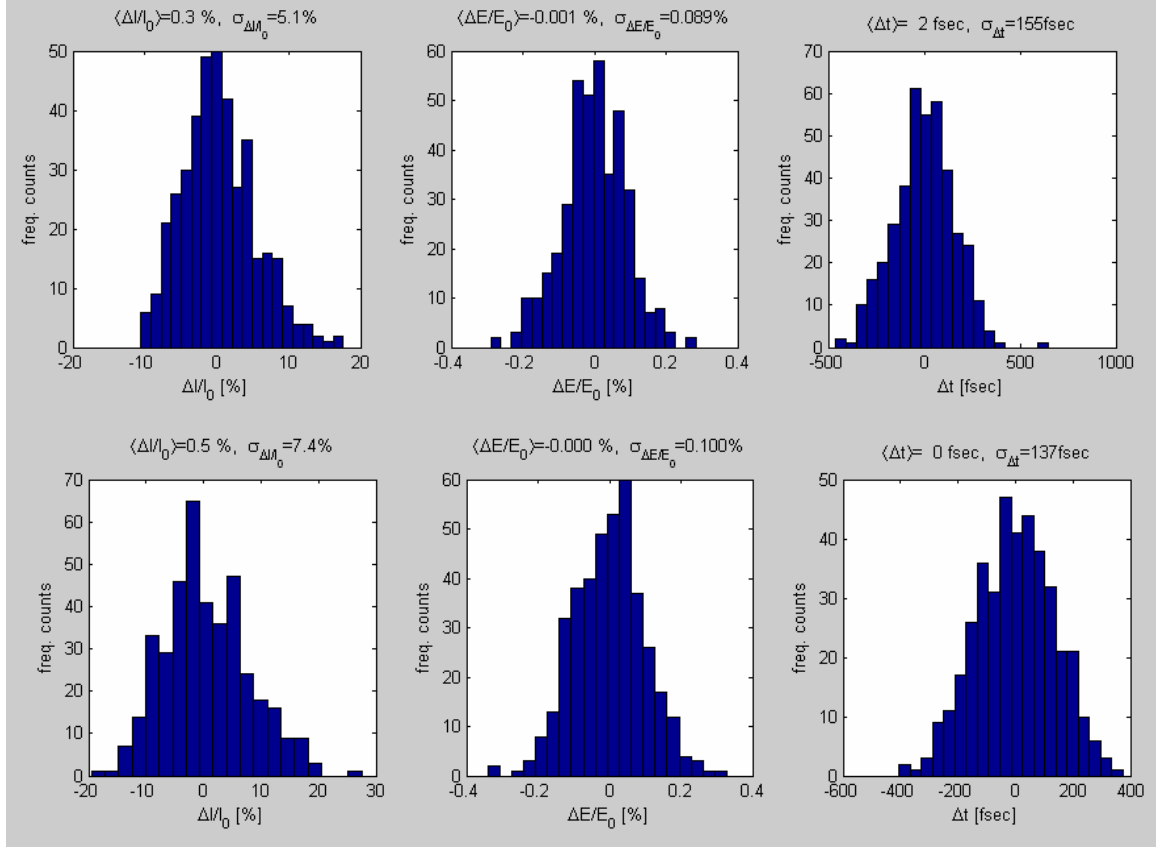 ⟨ΔI/I0⟩=0.3 %, σΔI/I0=5.1%
50
40
30
20
10
0
freq. counts
-20 -10 0 10 20
ΔI/I0 [%]
⟨ΔE/E0⟩=-0.001 %, σΔE/E0=0.089%
60
50
40
30
20
10
0
freq. counts
-0.4 -0.2 0 0.2 0.4
ΔE/E0 [%]
⟨Δt⟩= 2 fsec, σΔt=155fsec
70
60
50
40
30
20
10
0
freq. counts
-500 0 500 1000
Δt [fsec]
⟨ΔI/I0⟩=0.5 %, σΔI/I0=7.4%
70
60
50
40
30
20
10
0
freq. counts
-20 -10 0 10 20 30
ΔI/I0 [%]
⟨ΔE/E0⟩=-0.000 %, σΔE/E0=0.100%
60
50
40
30
20
10
0
freq. counts
-0.4 -0.2 0 0.2 0.4
ΔE/E0 [%]
⟨Δt⟩= 0 fsec, σΔt=137fsec
50
40
30
20
10
0
freq. counts
-600 -400 -200 0 200 400
Δt [fsec]